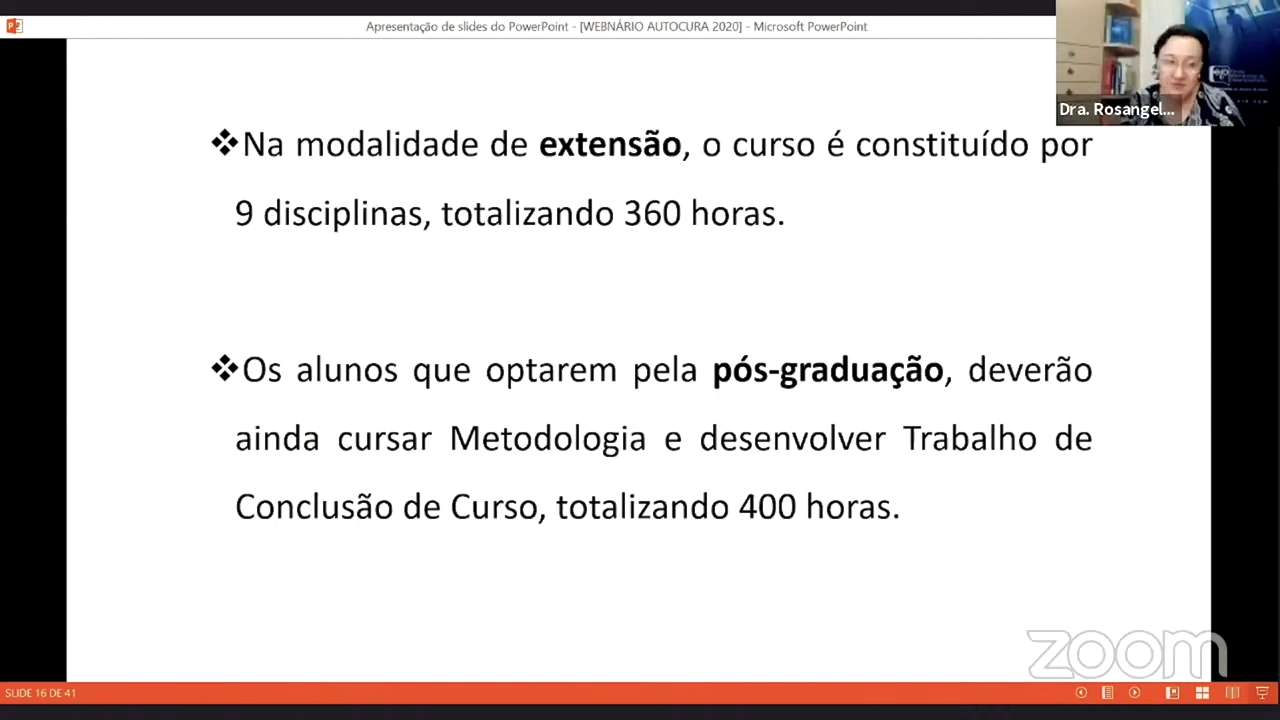 Apresentação de slides do PowerPoint - [WEBNÁRIO AUTOCURA 2020] - Microsoft PowerPoint
Dra. Rosangel...
❖Na modalidade de extensão, o curso é constituído por
9 disciplinas, totalizando 360 horas.
❖Os alunos que optarem pela pós-graduação, deverão
ainda cursar Metodologia e desenvolver Trabalho de
Conclusão de Curso, totalizando 400 horas.
zoom
SLIDE 16 DE 41